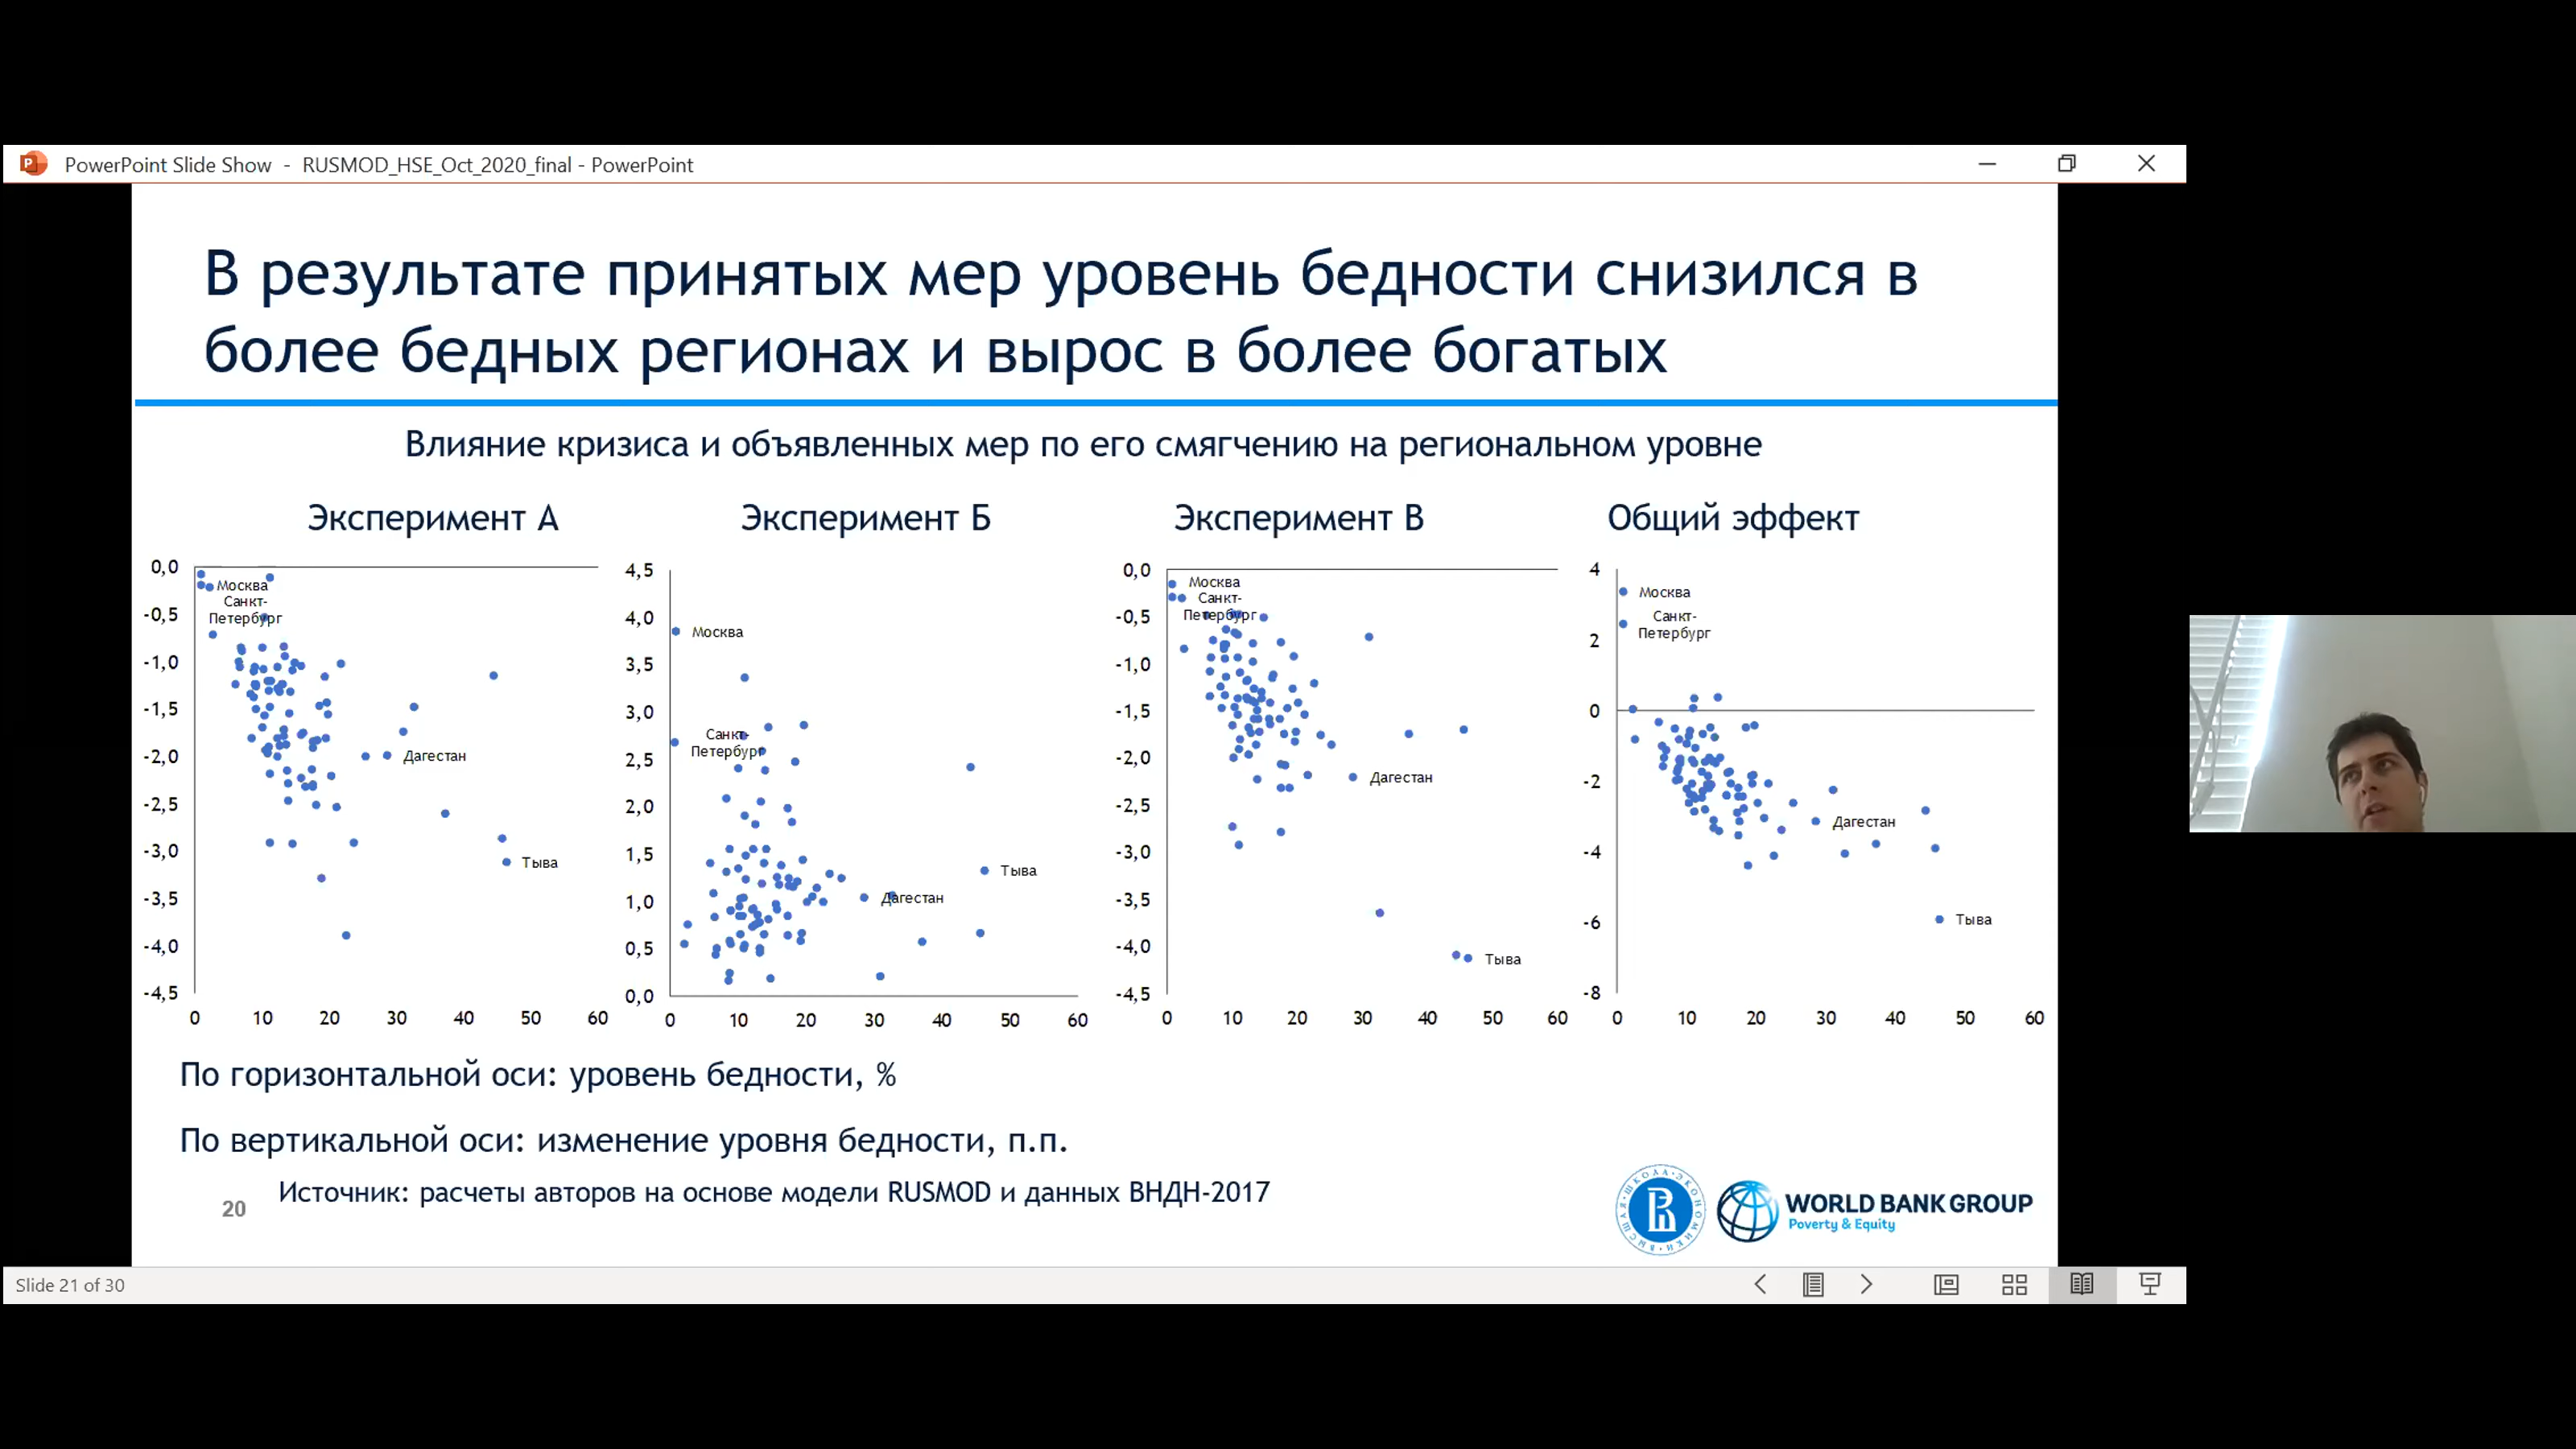 PowerPoint Slide Show - RUSMOD_HSE_Oct_2020_final - PowerPoint
В результате принятых мер уровень бедности снизился в
более бедных регионах и вырос в более богатых
Влияние кризиса и объявленных мер по его смягчению на региональном уровне
Эксперимент А
0,0
-0,5
-1,0
-1,5
-2,0
-2,5
-3,0
-3,5
-4,0
-4,5
Москва
Санкт-
Петербург
Дагестан
Тыва
0 10 20 30 40 50 60
Эксперимент Б
4,5
4,0
3,5
3,0
2,5
2,0
1,5
1,0
0,5
0,0
Москва
Санкт-
Петербург
Тыва
Дагестан
0 10 20 30 40 50 60
Эксперимент В
0,0
-0,5
-1,0
-1,5
-2,0
-2,5
-3,0
-3,5
-4,0
-4,5
Москва
Санкт-
Петербург
Дагестан
Тыва
0 10 20 30 40 50 60
Общий эффект
4
2
0
-2
-4
-6
-8
Москва
Санкт-
Петербург
Дагестан
Тыва
0 10 20 30 40 50 60
По горизонтальной оси: уровень бедности, %
По вертикальной оси: изменение уровня бедности, п.п.
Источник: расчеты авторов на основе модели RUSMOD и данных ВНДН-2017
20
ВЫСШАЯ ШКОЛА ЭКОНОМИКИ
WORLD BANK GROUP
Poverty & Equity
Slide 21 of 30